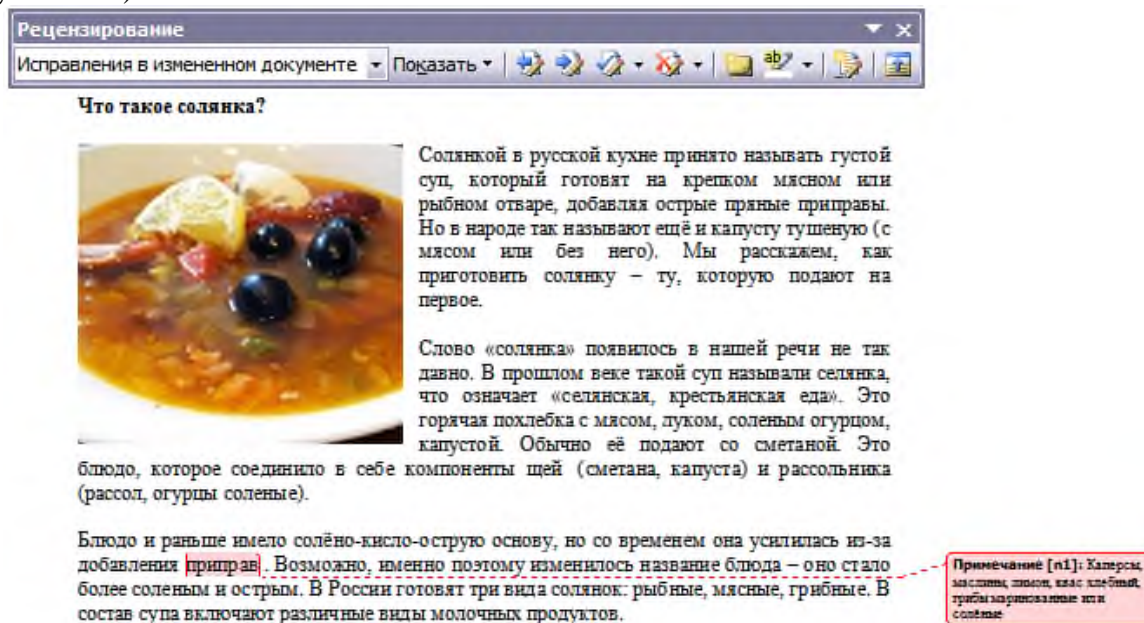 Рецензирование
Исправления в измененном документе Показать
Что такое солянка?
Солянкой в русской кухне принято называть густой
суп, который готовят на крепком мясном или
рыбном отваре, добавляя острые пряные приправы.
Но в народе так называют ещё и капусту тушеную (с
мясом или без него). Мы расскажем, как
приготовить солянку – ту, которую подают на
первое.
Слово «солянка» появилось в нашей речи не так
давно. В прошлом веке такой суп называли селянка,
что означает «селянская, крестьянская еда». Это
горячая похлебка с мясом, луком, соленым огурцом,
капустой. Обычно её подают со сметаной. Это
блюдо, которое соединило в себе компоненты щей (сметана, капуста) и рассольника
(рассол, огурцы соленые).
Блюдо и раньше имело солёно-кисло-острую основу, но со временем она усилилась из-за
добавления приправ . Возможно, именно поэтому изменилось название блюда – оно стало
более соленым и острым. В России готовят три вида солянок: рыбные, мясные, грибные. В
состав супа включают различные виды молочных продуктов.
Примечание [n1]: Каперсы,
маслины, лимон, квас хлебный,
грибы маринованные или
солёные